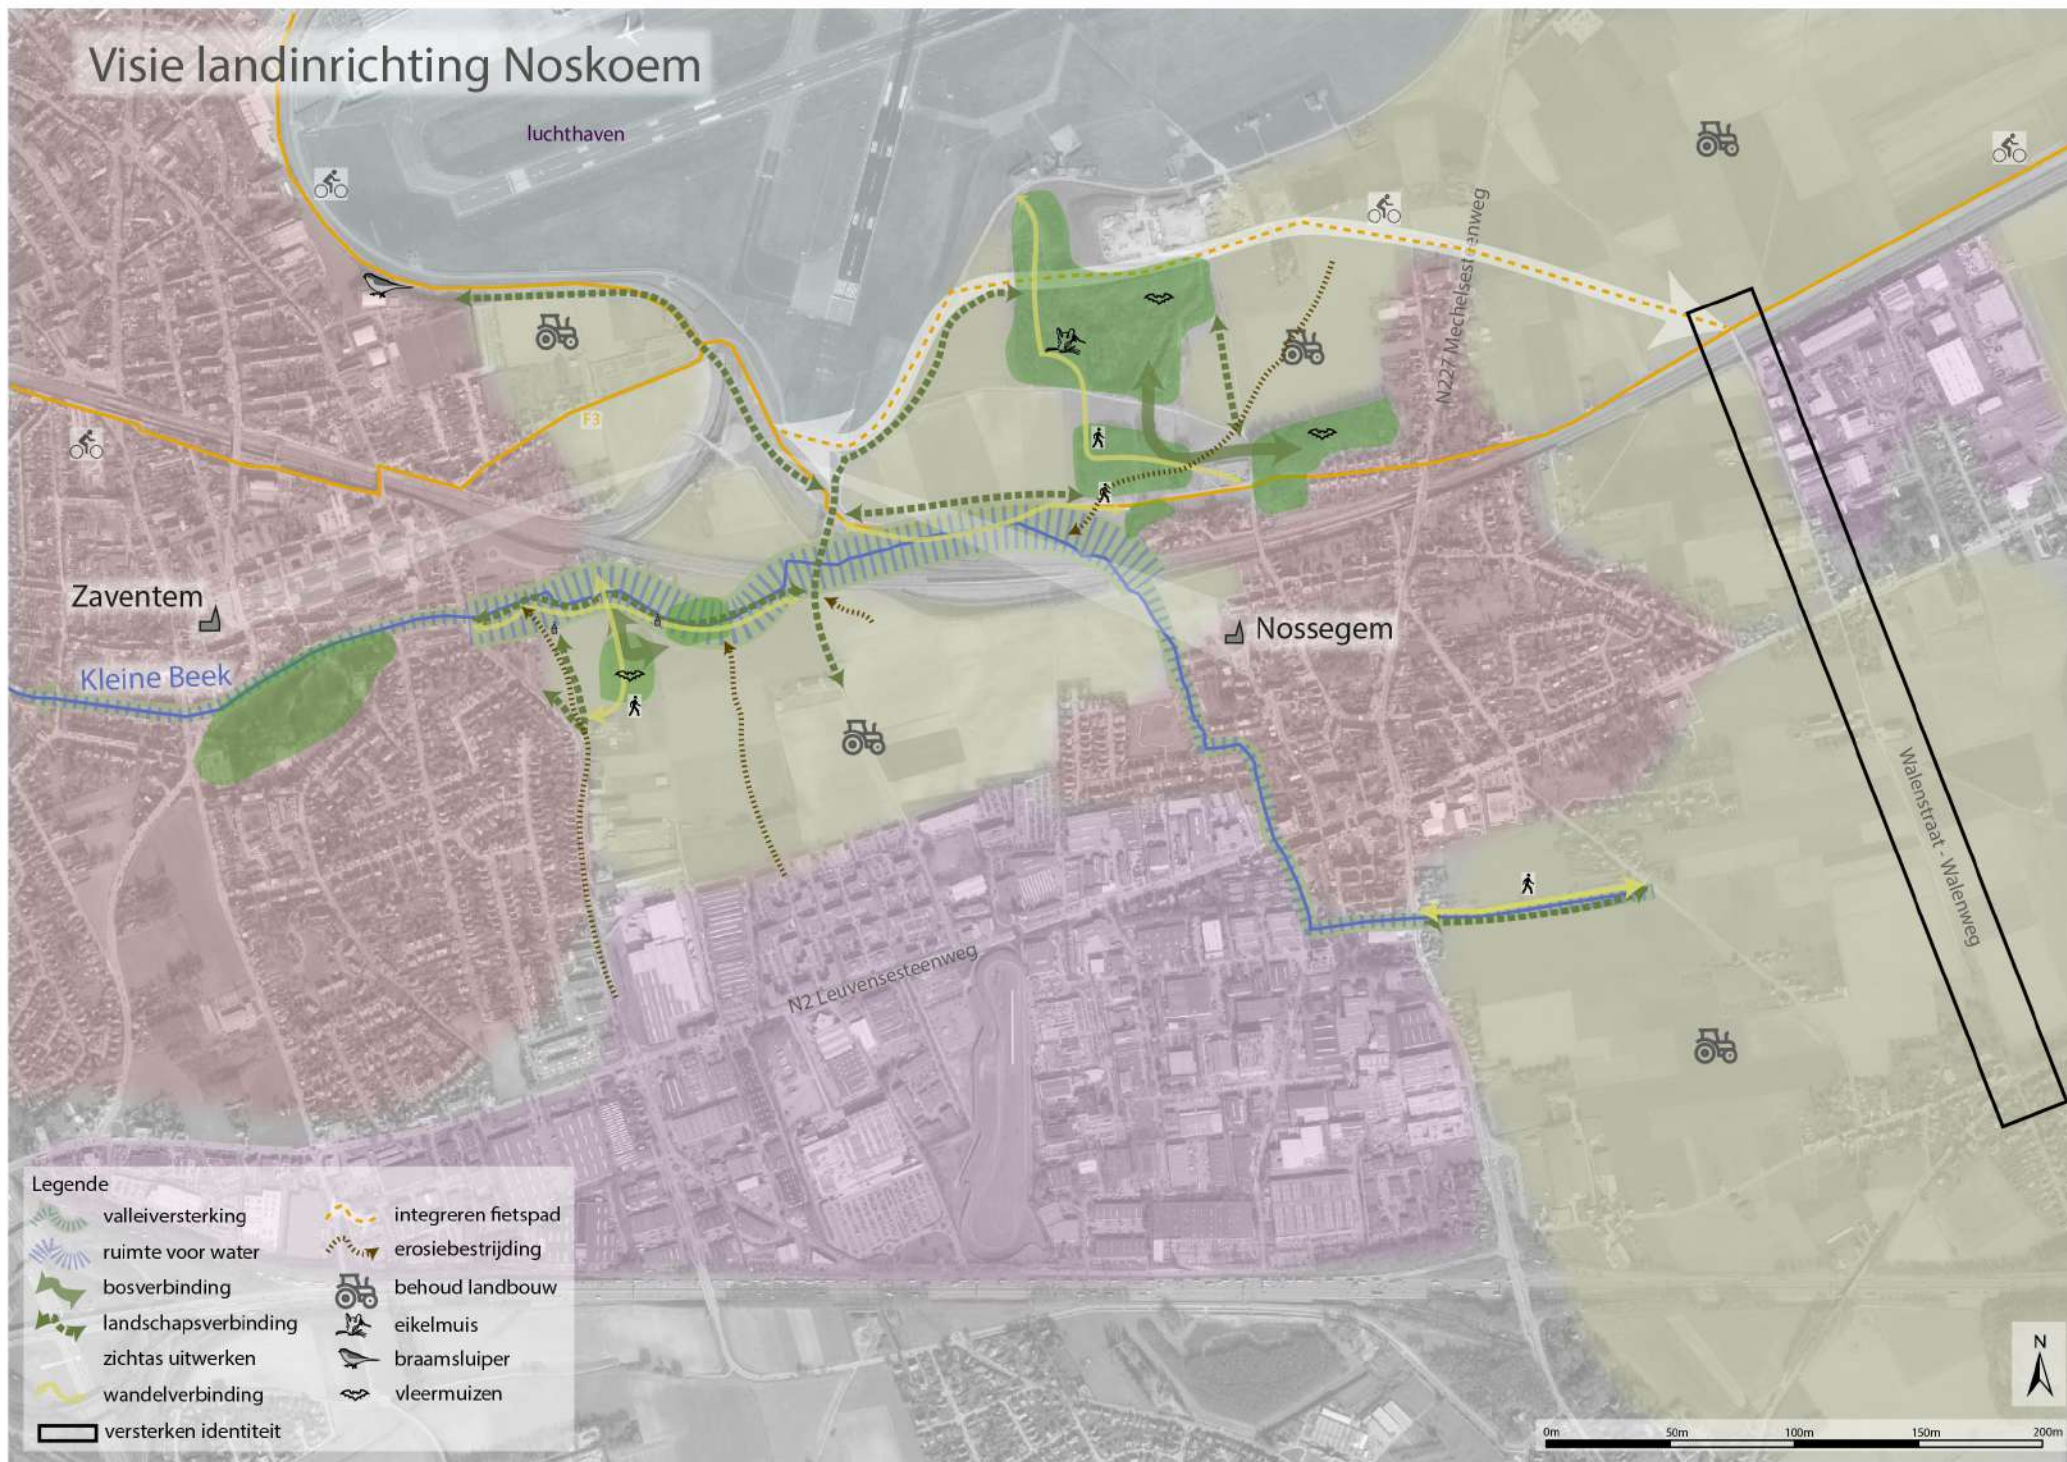 Visie landinrichting Noskoem
luchthaven
N227 Mechelsesteenweg
F3
Zaventem
Nossegem
Kleine Beek
Walenstraat - Walenweg
N2 Leuvensesteenweg
Legende
valleiversterking
ruimte voor water
bosverbinding
landschapsverbinding
zichtas uitwerken
wandelverbinding
versterken identiteit
integreren fietspad
erosiebestrijding
behoud landbouw
eikelmuis
braamsluiper
vleermuizen
N
0m 50m 100m 150m 200m